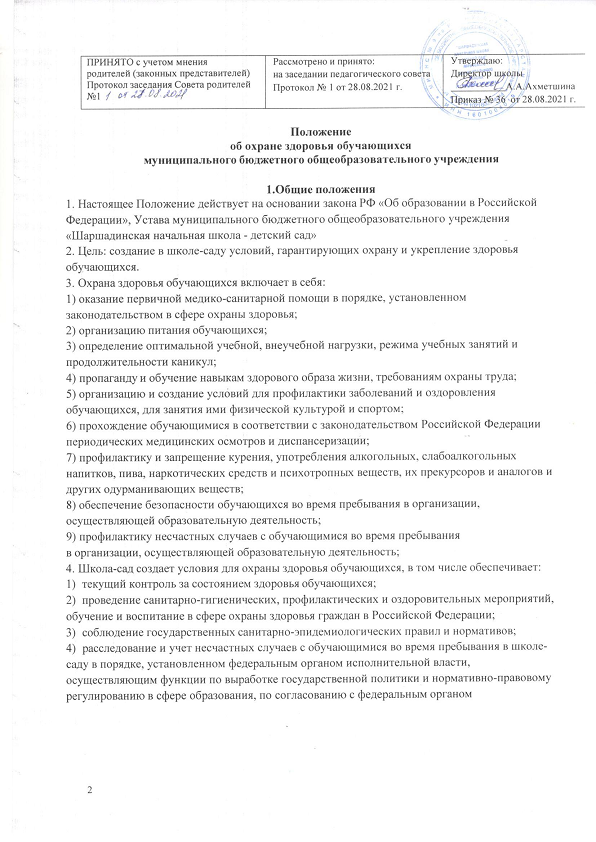 ПРИНЯТО с учетом мнения
родителей (законных представителей)
Протокол заседания Совета родителей
№1 1 от 28.08.2021
Рассмотрено и принято:
на заседании педагогического совета
Протокол № 1 от 28.08.2021 г.
Утверждаю:
Директор школы
А.А.Ахметшина
Приказ № 36 от 28.08.2021 г.
Положение
об охране здоровья обучающихся
муниципального бюджетного общеобразовательного учреждения
1.Общие положения
1. Настоящее Положение действует на основании закона РФ «Об образовании в Российской
Федерации», Устава муниципального бюджетного общеобразовательного учреждения
«Шаршадинская начальная школа - детский сад»
2. Цель: создание в школе-саду условий, гарантирующих охрану и укрепление здоровья
обучающихся.
3. Охрана здоровья обучающихся включает в себя:
1) оказание первичной медико-санитарной помощи в порядке, установленном
законодательством в сфере охраны здоровья;
2) организацию питания обучающихся;
3) определение оптимальной учебной, внеучебной нагрузки, режима учебных занятий и
продолжительности каникул;
4) пропаганду и обучение навыкам здорового образа жизни, требованиям охраны труда;
5) организацию и создание условий для профилактики заболеваний и оздоровления
обучающихся, для занятия ими физической культурой и спортом;
6) прохождение обучающимися в соответствии с законодательством Российской Федерации
периодических медицинских осмотров и диспансеризации;
7) профилактику и запрещение курения, употребления алкогольных, слабоалкогольных
напитков, пива, наркотических средств и психотропных веществ, их прекурсоров и аналогов и
других одурманивающих веществ;
8) обеспечение безопасности обучающихся во время пребывания в организации,
осуществляющей образовательную деятельность;
9) профилактику несчастных случаев с обучающимися во время пребывания
в организации, осуществляющей образовательную деятельность;
4. Школа-сад создает условия для охраны здоровья обучающихся, в том числе обеспечивает:
1) текущий контроль за состоянием здоровья обучающихся;
2) проведение санитарно-гигиенических, профилактических и оздоровительных мероприятий,
обучение и воспитание в сфере охраны здоровья граждан в Российской Федерации;
3) соблюдение государственных санитарно-эпидемиологических правил и нормативов;
4) расследование и учет несчастных случаев с обучающимися во время пребывания в школе-
саду в порядке, установленном федеральным органом исполнительной власти,
осуществляющим функции по выработке государственной политики и нормативно-правовому
регулированию в сфере образования, по согласованию с федеральным органом
2